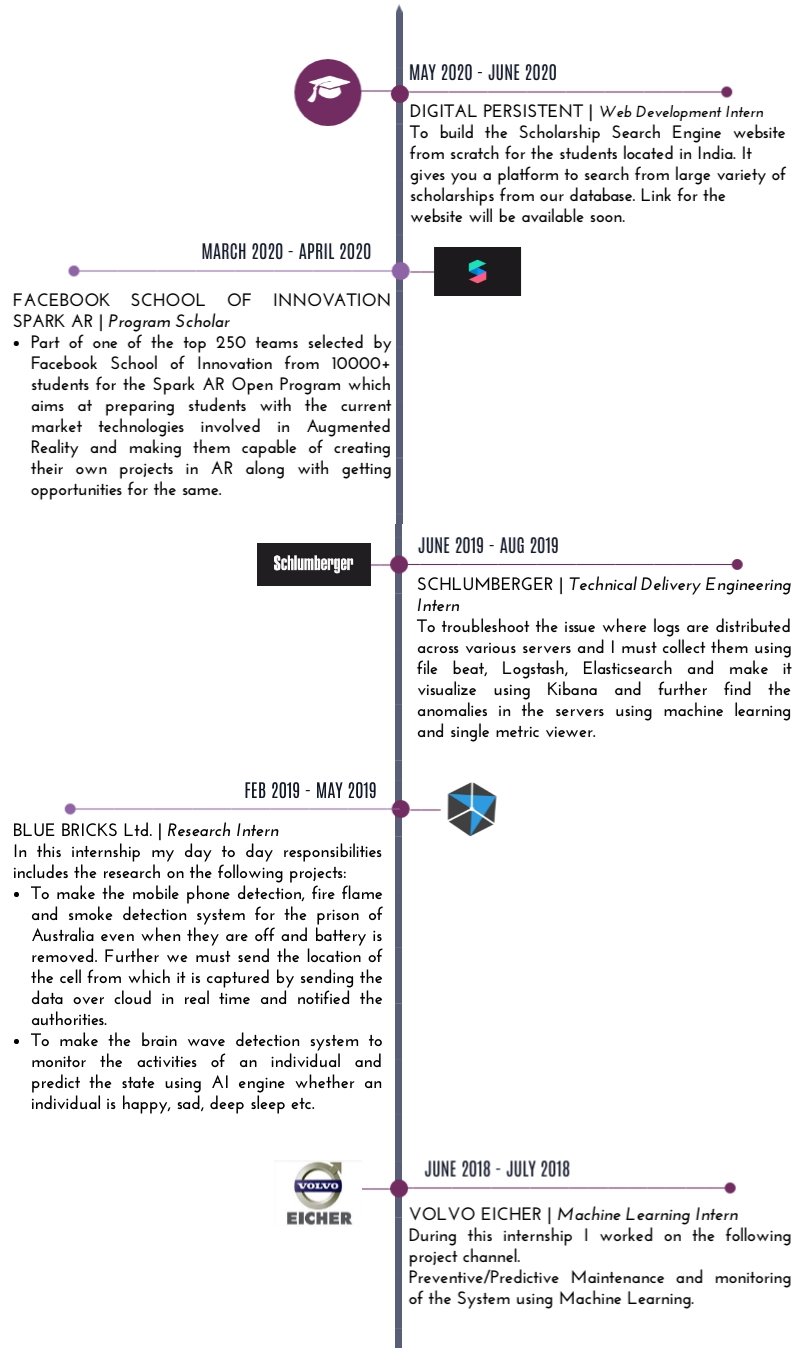 MAY 2020 - JUNE 2020
DIGITAL PERSISTENT | Web Development Intern
To build the Scholarship Search Engine website
from scratch for the students located in India. It
gives you a platform to search from large variety of
scholarships from our database. Link for the
website will be available soon.
MARCH 2020 - APRIL 2020
FACEBOOK SCHOOL OF INNOVATION
SPARK AR | Program Scholar
• Part of one of the top 250 teams selected by
Facebook School of Innovation from 10000+
students for the Spark AR Open Program which
aims at preparing students with the current
market technologies involved in Augmented
Reality and making them capable of creating
their own projects in AR along with getting
opportunities for the same.
Schlumberger
JUNE 2019 - AUG 2019
SCHLUMBERGER | Technical Delivery Engineering
Intern
To troubleshoot the issue where logs are distributed
across various servers and I must collect them using
file beat, Logstash, Elasticsearch and make it
visualize using Kibana and further find the
anomalies in the servers using machine learning
and single metric viewer.
FEB 2019 - MAY 2019
BLUE BRICKS Ltd. | Research Intern
In this internship my day to day responsibilities
includes the research on the following projects:
• To make the mobile phone detection, fire flame
and smoke detection system for the prison of
Australia even when they are off and battery is
removed. Further we must send the location of
the cell from which it is captured by sending the
data over cloud in real time and notified the
authorities.
• To make the brain wave detection system to
monitor the activities of an individual and
predict the state using AI engine whether an
individual is happy, sad, deep sleep etc.
VOLVO
EICHER
JUNE 2018 - JULY 2018
VOLVO EICHER | Machine Learning Intern
During this internship I worked on the following
project channel.
Preventive/Predictive Maintenance and monitoring
of the System using Machine Learning.